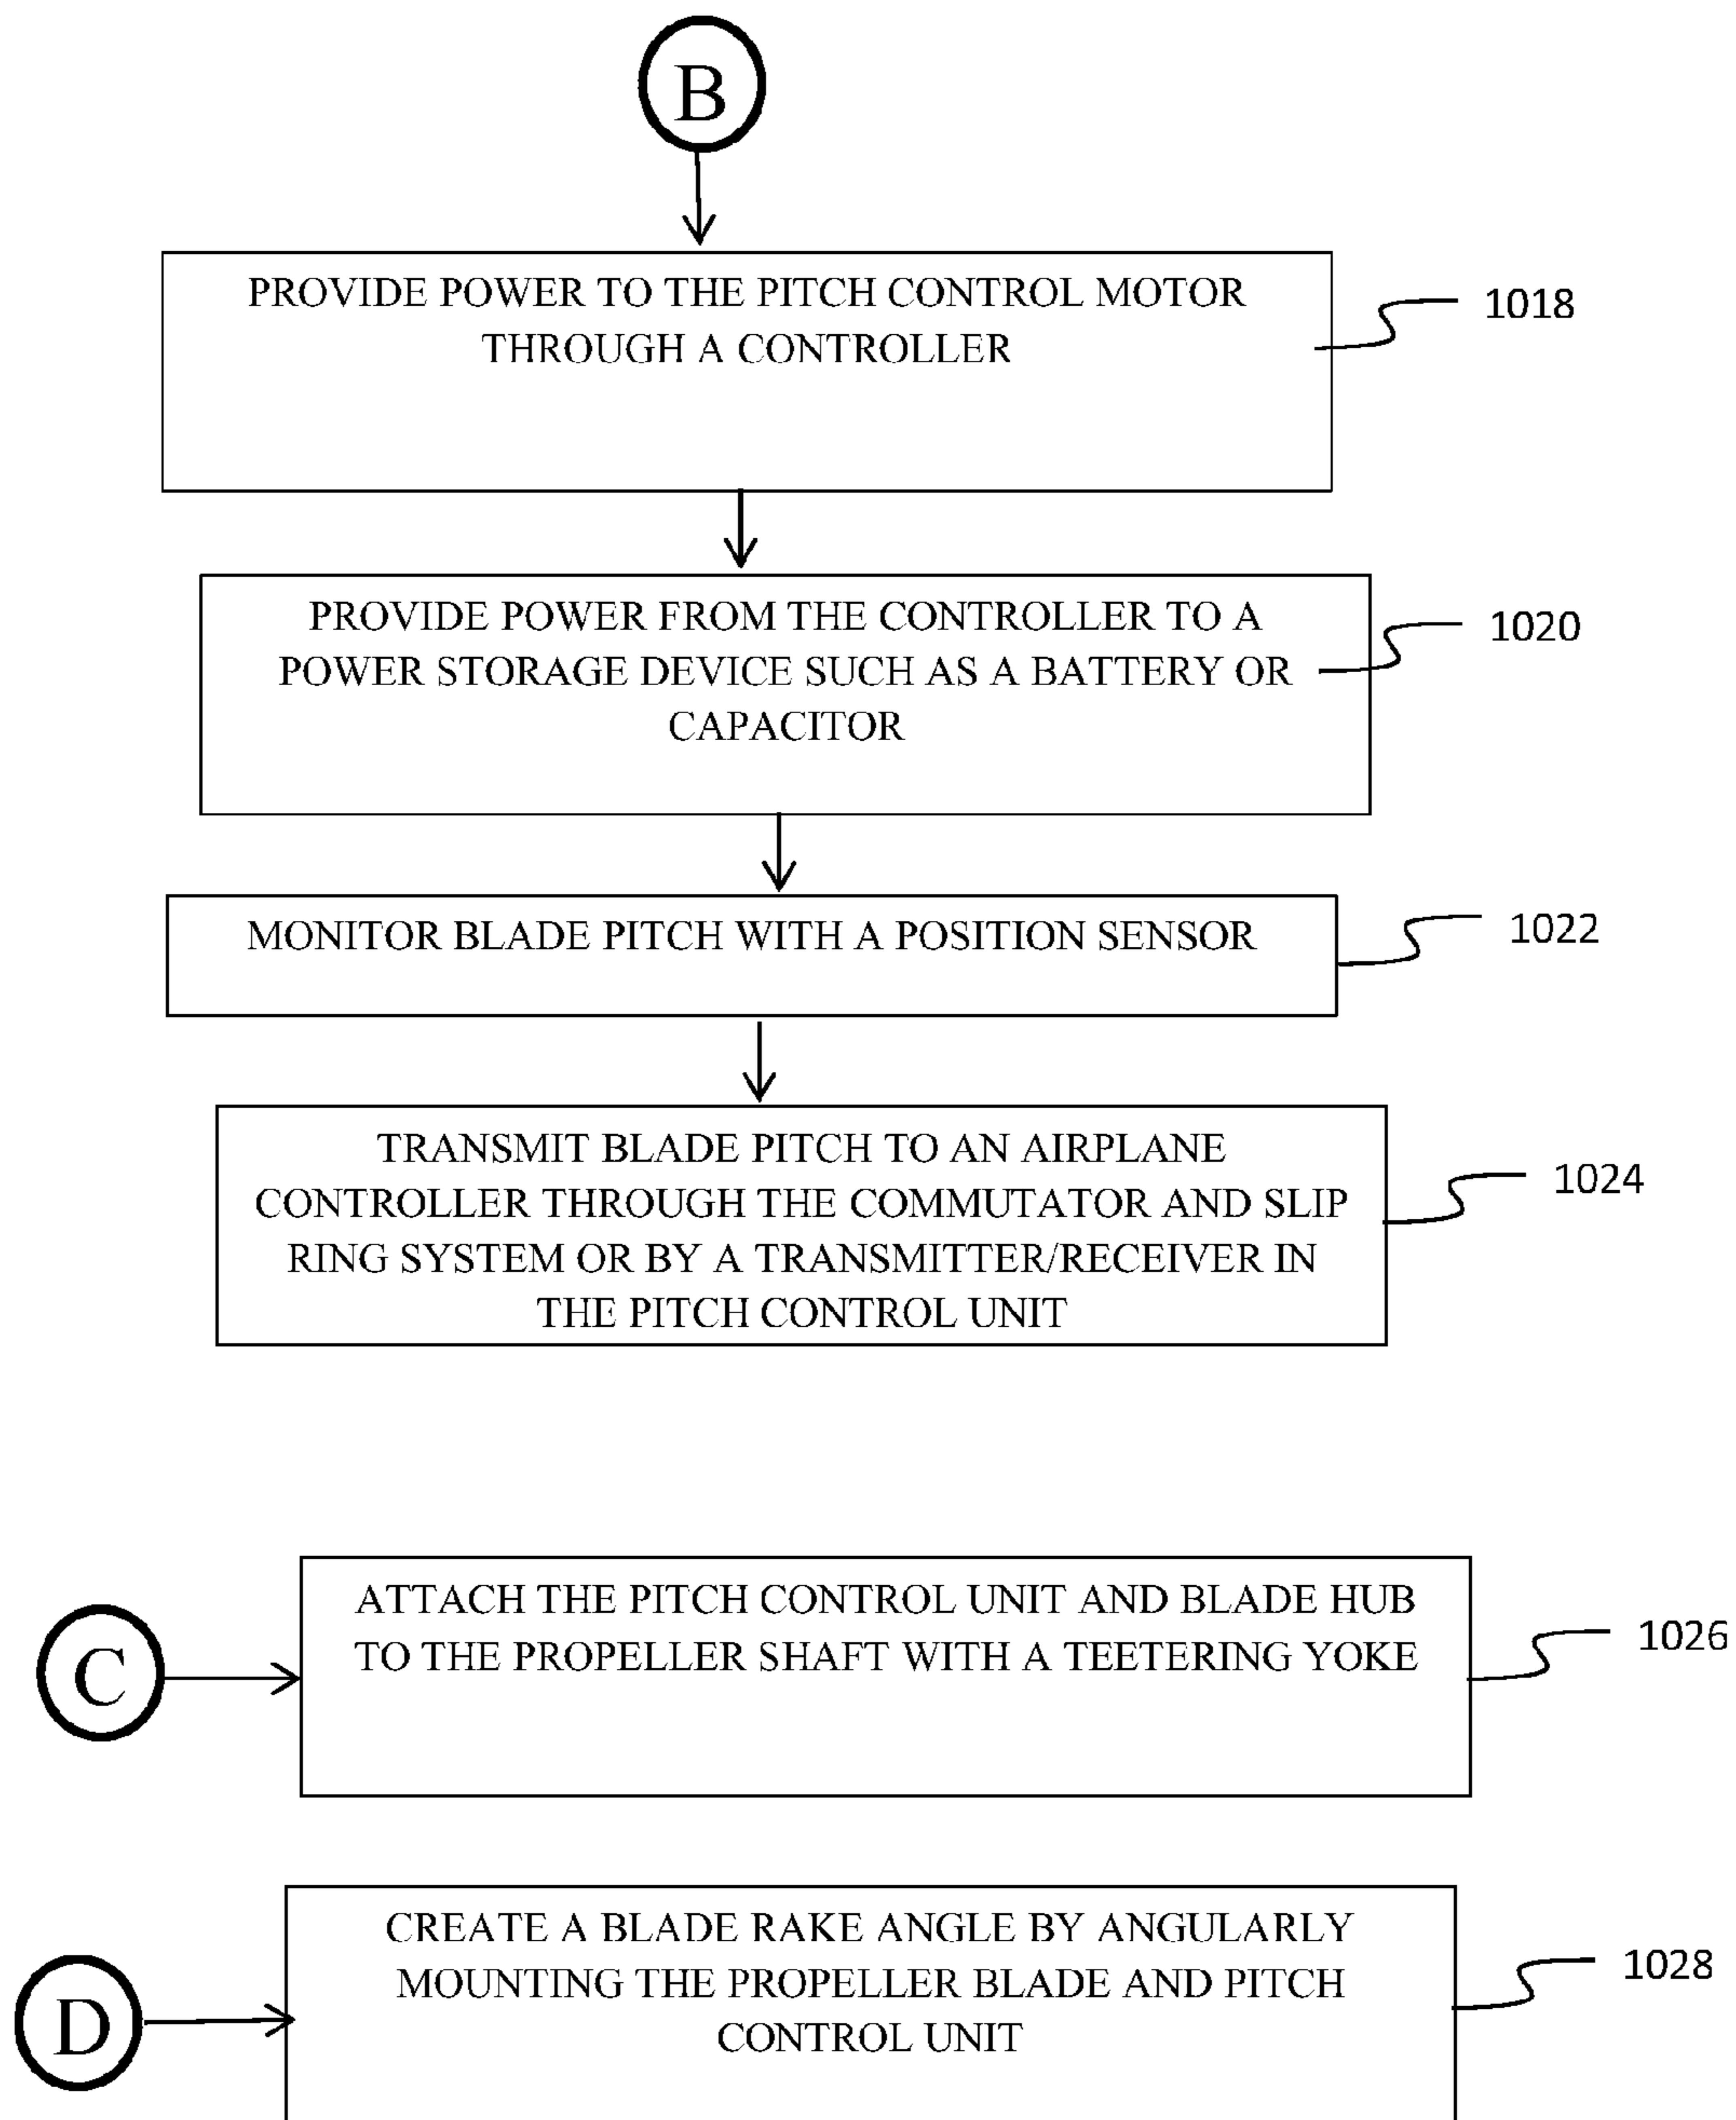 B
PROVIDE POWER TO THE PITCH CONTROL MOTOR
THROUGH A CONTROLLER
1018
PROVIDE POWER FROM THE CONTROLLER TO A
POWER STORAGE DEVICE SUCH AS A BATTERY OR
CAPACITOR
1020
MONITOR BLADE PITCH WITH A POSITION SENSOR
1022
TRANSMIT BLADE PITCH TO AN AIRPLANE
CONTROLLER THROUGH THE COMMUTATOR AND SLIP
RING SYSTEM OR BY A TRANSMITTER/RECEIVER IN
THE PITCH CONTROL UNIT
1024
C
ATTACH THE PITCH CONTROL UNIT AND BLADE HUB
TO THE PROPELLER SHAFT WITH A TEETERING YOKE
1026
D
CREATE A BLADE RAKE ANGLE BY ANGULARLY
MOUNTING THE PROPELLER BLADE AND PITCH
CONTROL UNIT
1028